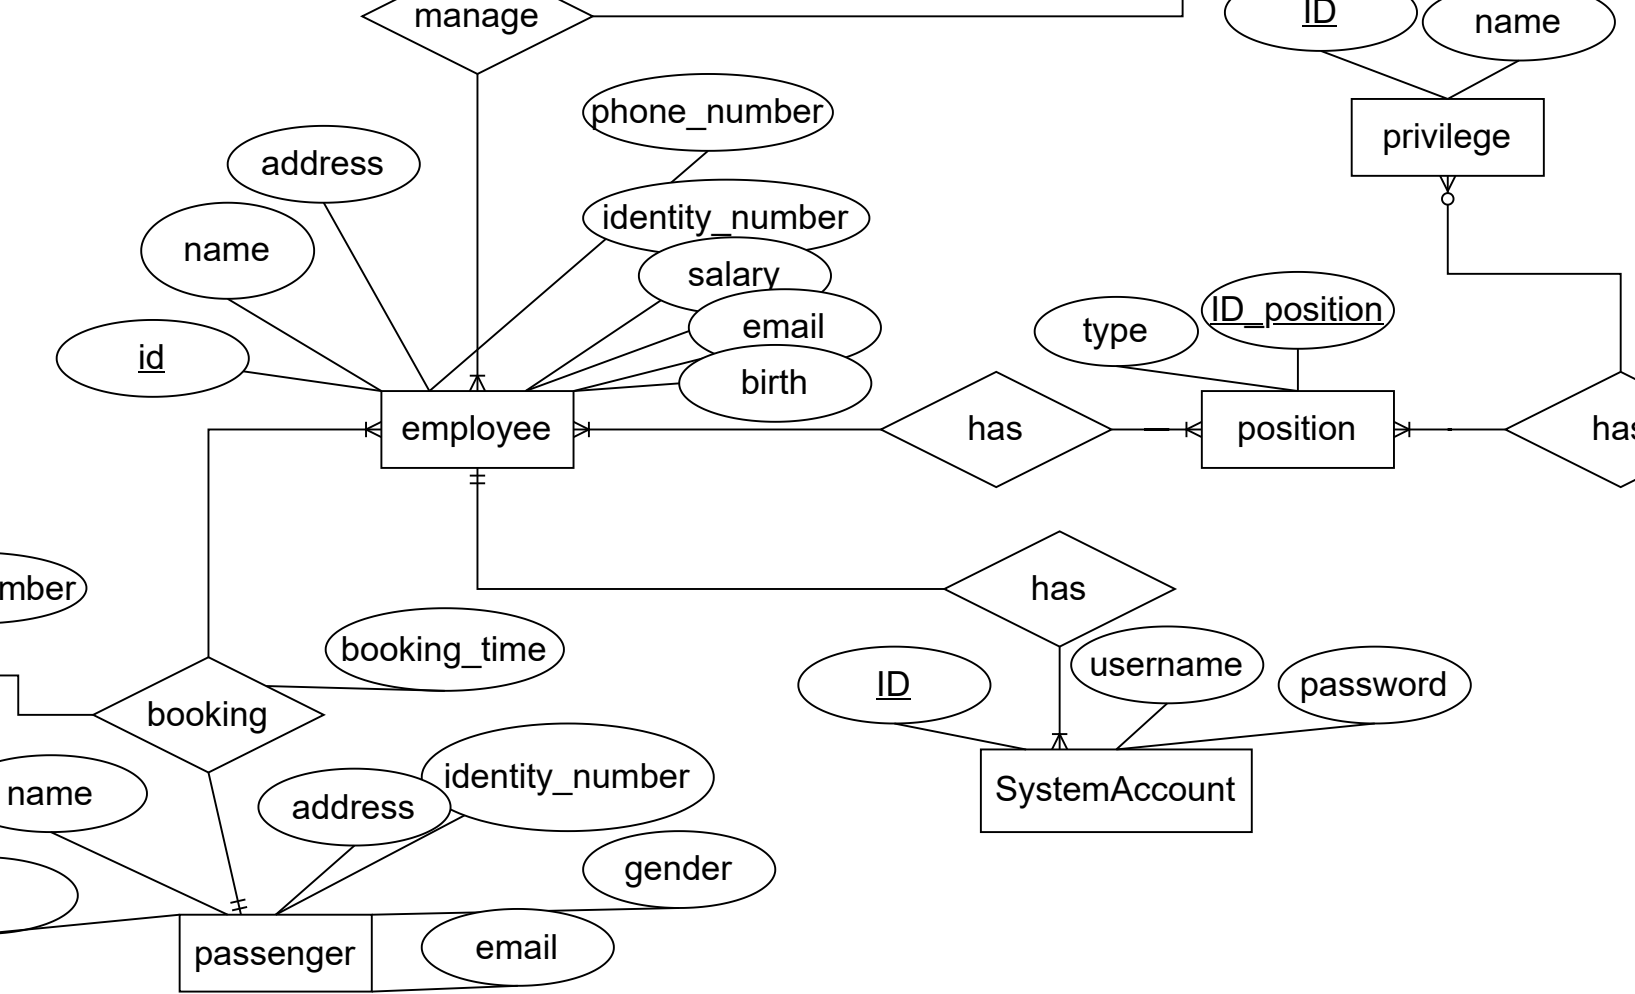 manage
ID
name
phone_number
privilege
address
identity_number
name
salary
ID_position
email
type
id
birth
employee
has
position
has
mber
has
booking_time
username
ID
password
booking
identity_number
SystemAccount
name
address
gender
email
passenger